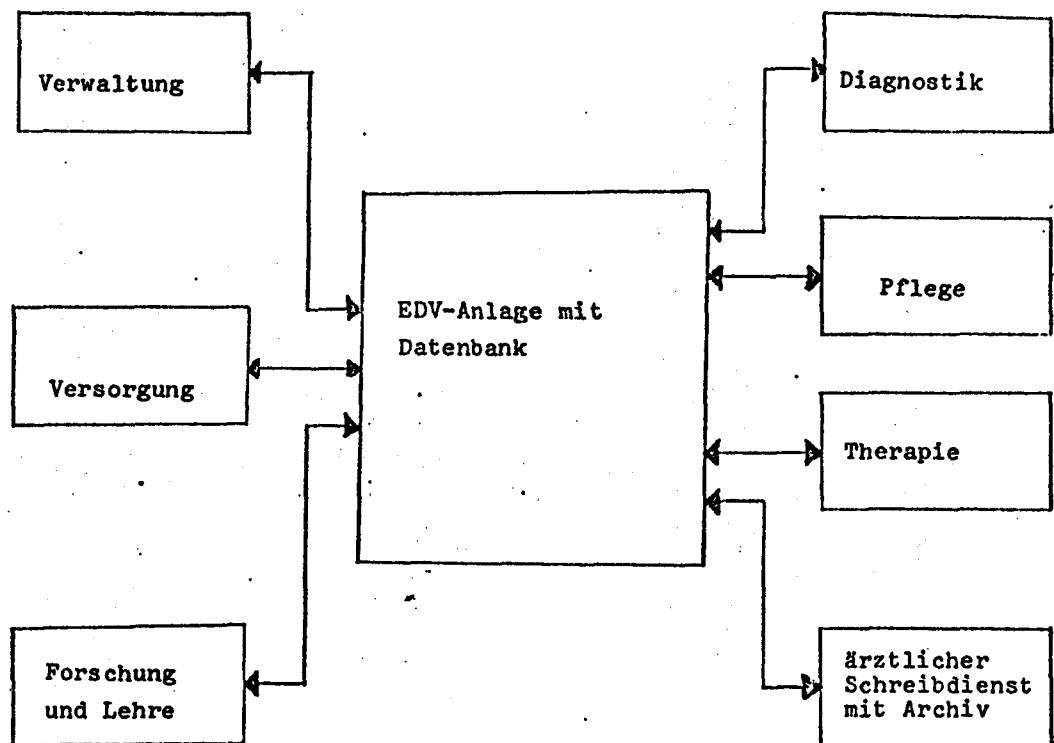 Verwaltung
Diagnostik
EDV-Anlage mit
Datenbank
Pflege
Versorgung
Therapie
Forschung
und Lehre
ärztlicher
Schreibdienst
mit Archiv